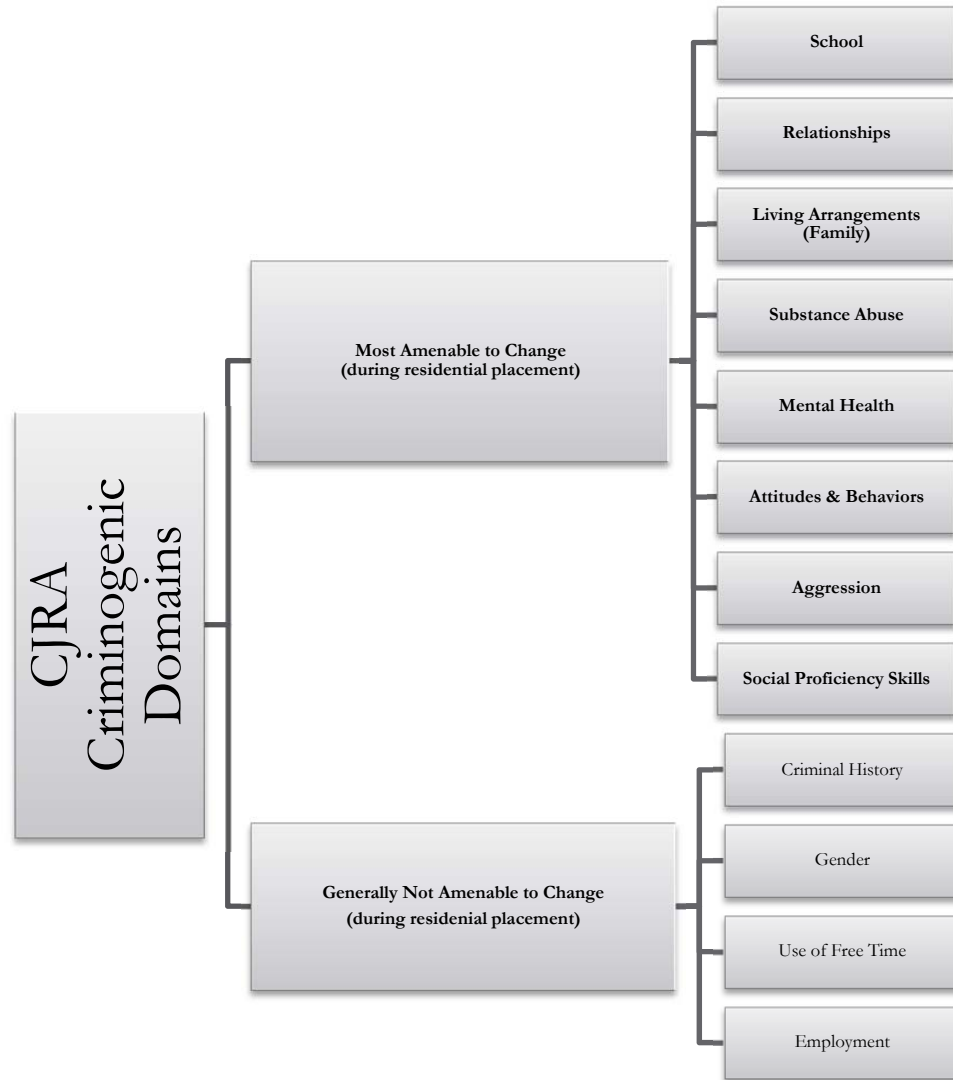 CJRA
Criminogenic
Domains
Most Amenable to Change
(during residential placement)
School
Relationships
Living Arrangements
(Family)
Substance Abuse
Mental Health
Attitudes & Behaviors
Aggression
Social Proficiency Skills
Generally Not Amenable to Change
(during residenial placement)
Criminal History
Gender
Use of Free Time
Employment